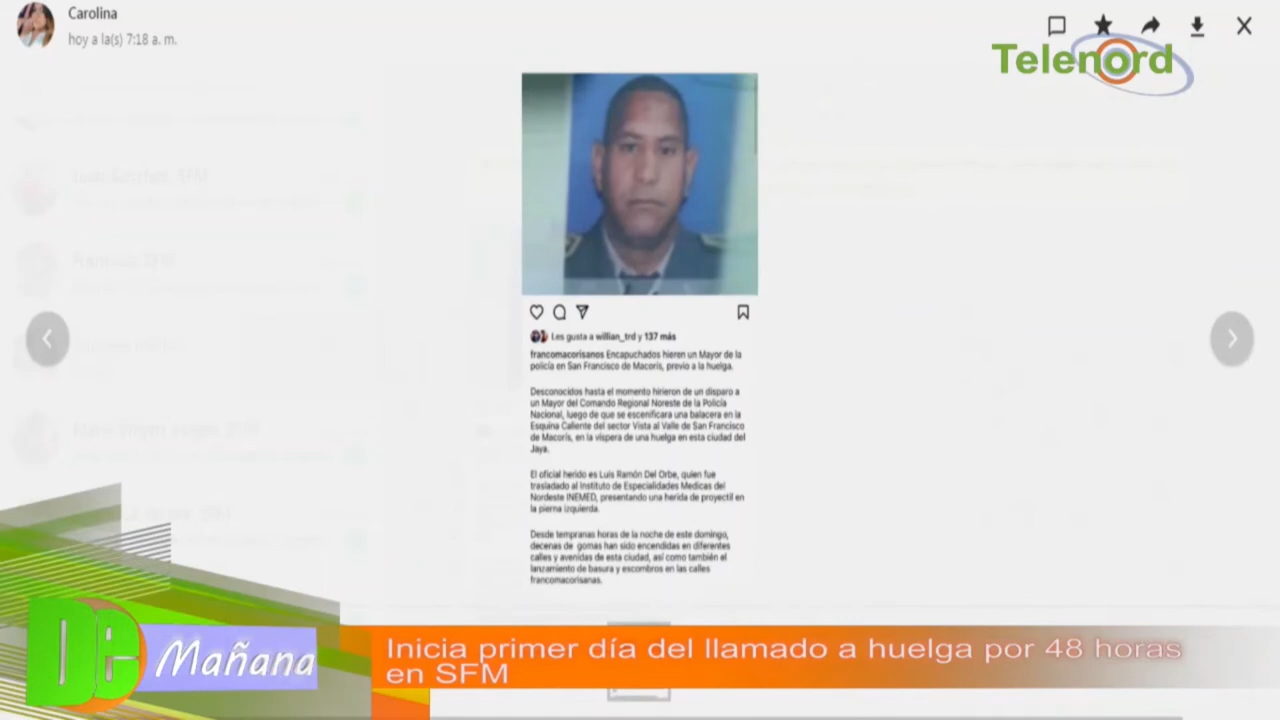 Carolina
hoy a la(s) 7:18 a. m.
Telenord
Les gusta a willian_trd y 137 más
francomacorisanos Encapuchados hieren un Mayor de la
policía en San Francisco de Macorís, previo a la huelga.
Desconocidos hasta el momento hirieron de un disparo a
un Mayor del Comando Regional Noreste de la Policía
Nacional, luego de que se escenificara una balacera en la
Esquina Caliente del sector Vista al Valle de San Francisco
de Macorís, en la víspera de una huelga en esta ciudad del
Jaya.
El oficial herido es Luis Ramón Del Orbe, quien fue
trasladado al Instituto de Especialidades Medicas del
Nordeste INEMED, presentando una herida de proyectil en
la pierna izquierda.
Desde tempranas horas de la noche de este domingo,
decenas de gomas han sido encendidas en diferentes
calles y avenidas de esta ciudad, así como también el
lanzamiento de basura y escombros en las calles
francomacorisanas.
De Mañana
Inicia primer día del llamado a huelga por 48 horas
en SFM